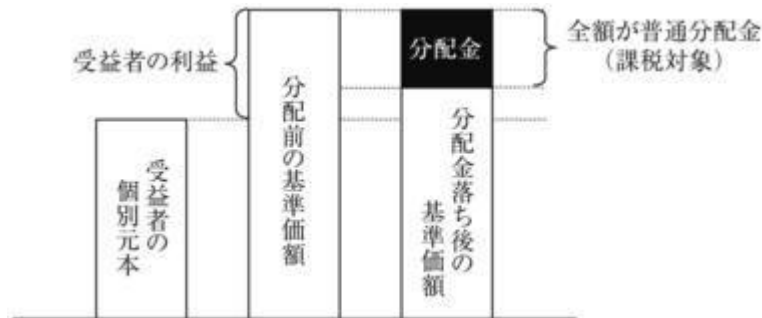 受益者の利益
分配金
全額が普通分配金
（課税対象）
受益者の
個別元本
分配前の基準価額
分配金落ち後の
基準価額